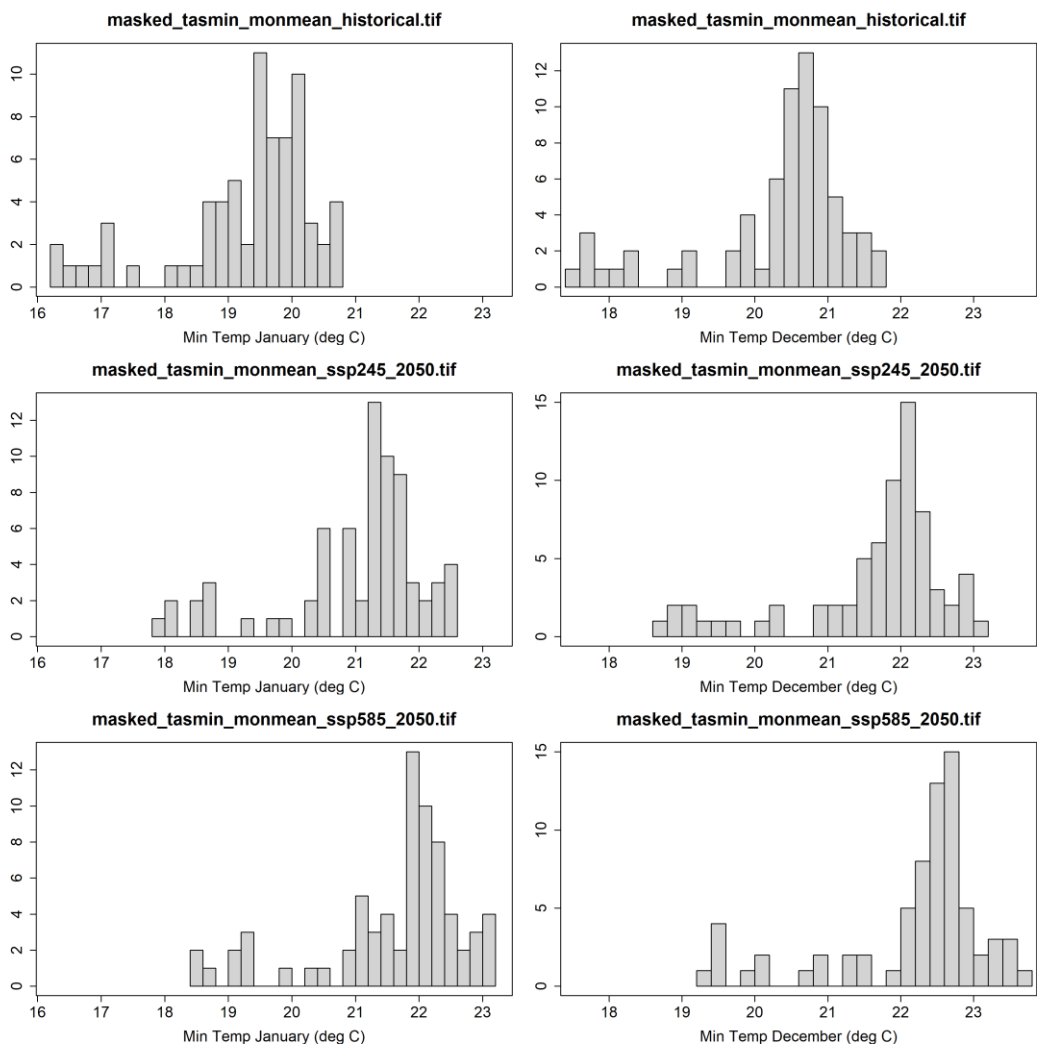 masked_tasmin_monmean_historical.tif
0 2 4 6 8 10
16 17 18 19 20 21 22 23
Min Temp January (deg C)
masked_tasmin_monmean_historical.tif
0 2 4 6 8 10 12
18 19 20 21 22 23
Min Temp December (deg C)
masked_tasmin_monmean_ssp245_2050.tif
0 2 4 6 8 10 12
16 17 18 19 20 21 22 23
Min Temp January (deg C)
masked_tasmin_monmean_ssp245_2050.tif
0 5 10 15
18 19 20 21 22 23
Min Temp December (deg C)
masked_tasmin_monmean_ssp585_2050.tif
0 2 4 6 8 10 12
16 17 18 19 20 21 22 23
Min Temp January (deg C)
masked_tasmin_monmean_ssp585_2050.tif
0 5 10 15
18 19 20 21 22 23
Min Temp December (deg C)